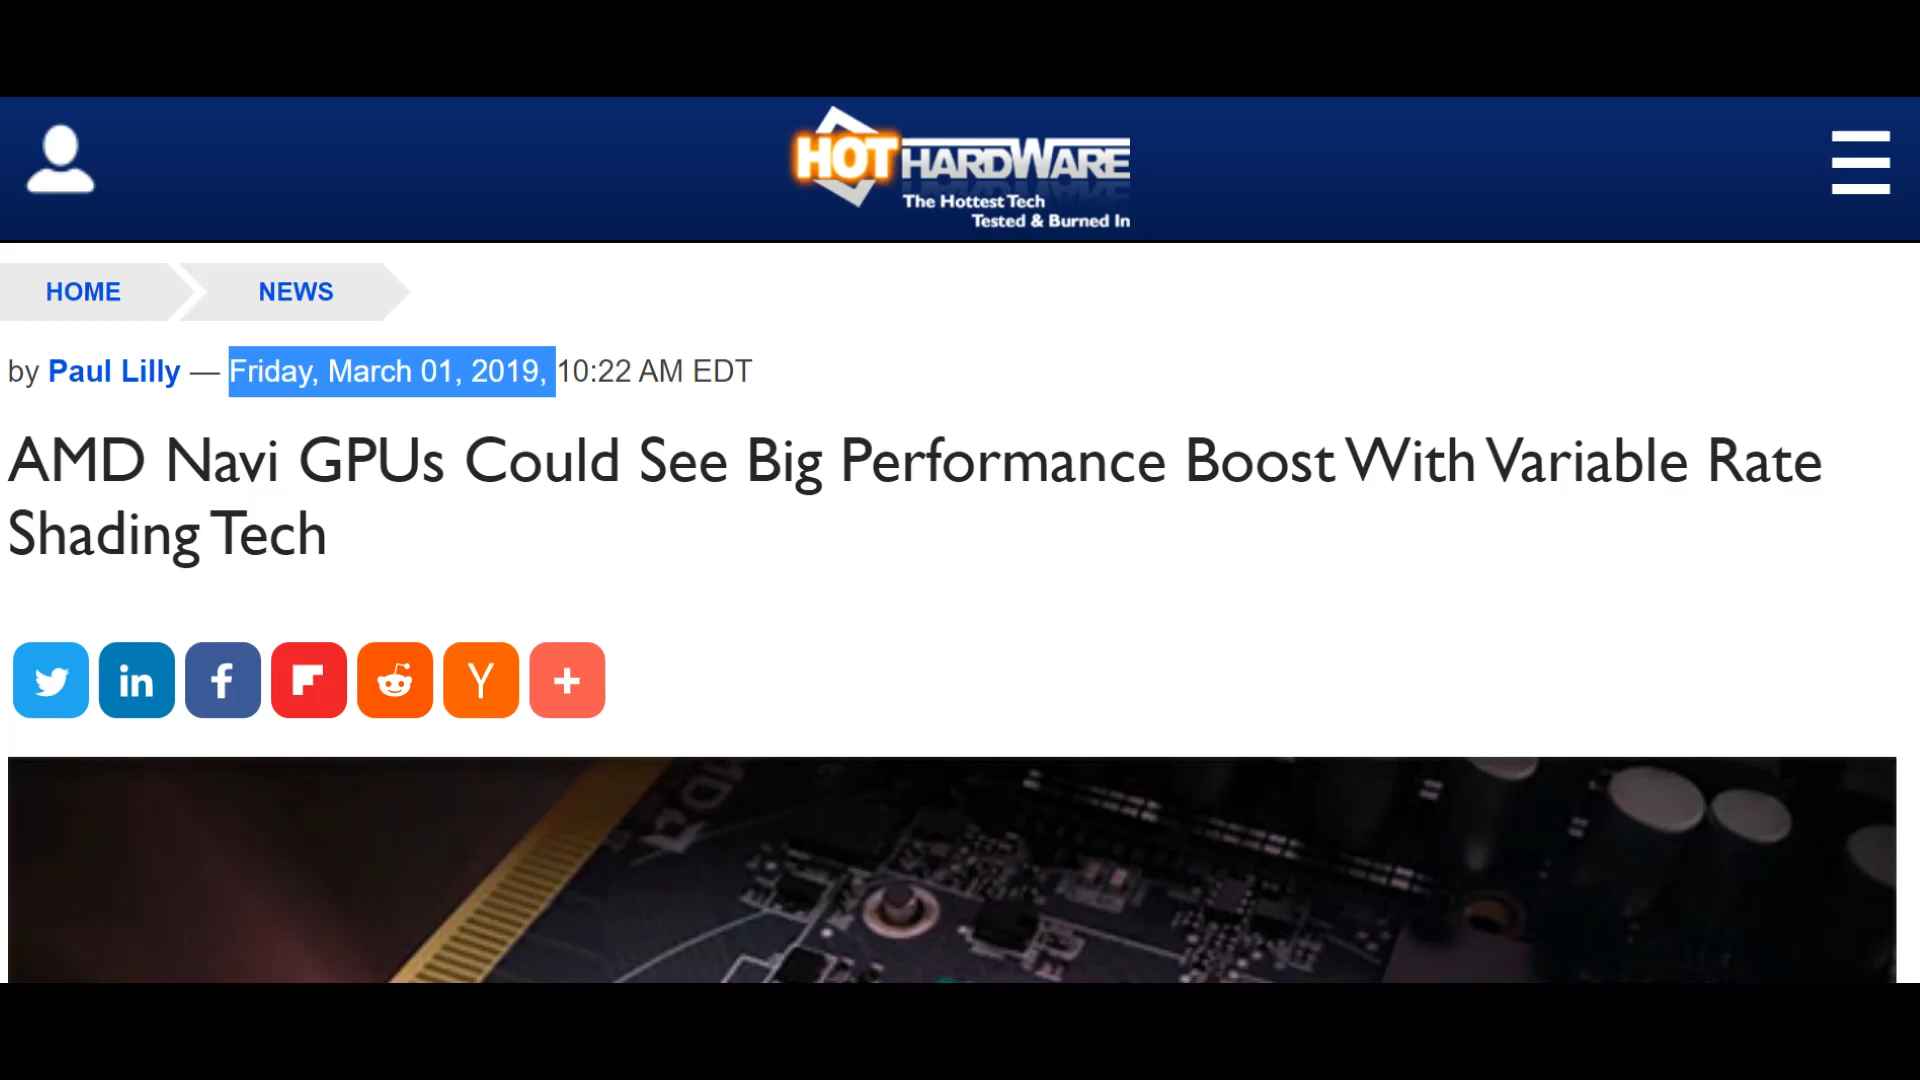 HOT HARDWARE
The Hottest Tech
Tested & Burned In
HOME
NEWS
by Paul Lilly — Friday, March 01, 2019, 10:22 AM EDT
AMD Navi GPUs Could See Big Performance Boost With Variable Rate
Shading Tech